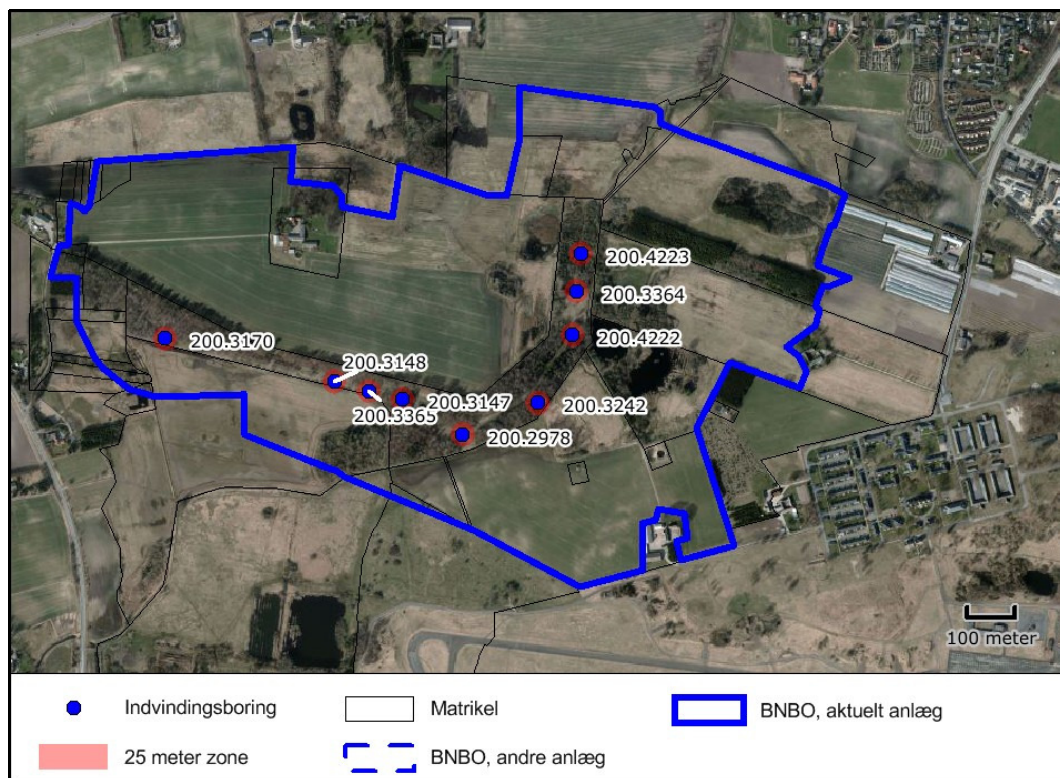 200.4223
200.3364
200.4222
200.3170
200.3148
200.3365
200.3147
200.3242
200.2978
100 meter
Indvindingsboring
Matrikel
BNBO, aktuelt anlæg
25 meter zone
BNBO, andre anlæg